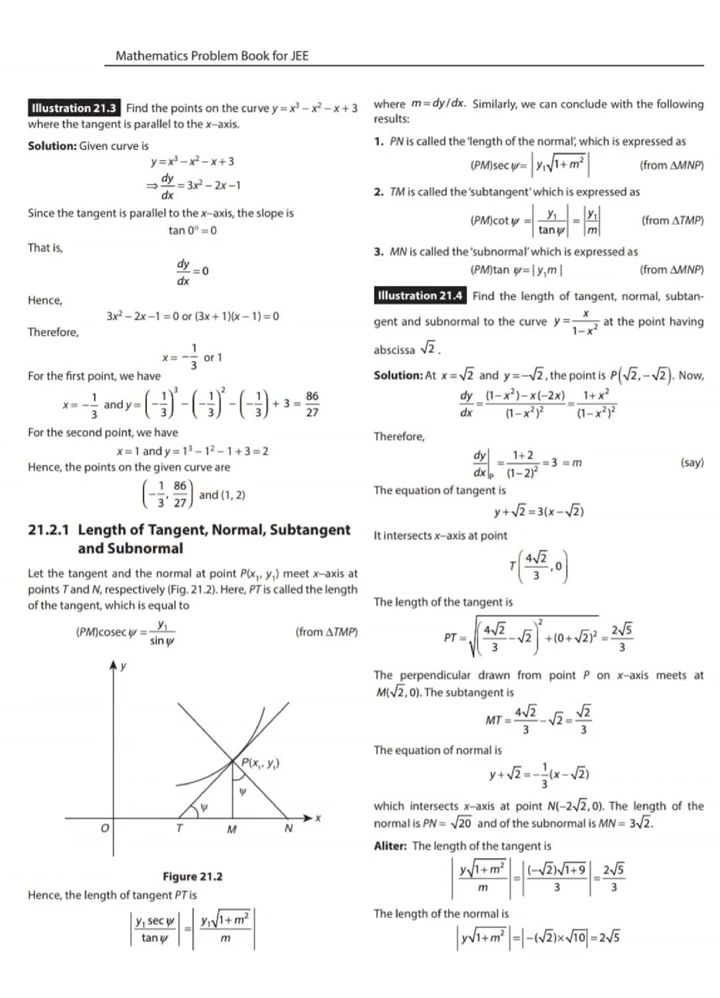 Mathematics Problem Book for JEE
Illustration 21.3 Find the points on the curve y = x³ – x² – x + 3
where the tangent is parallel to the x–axis.
Solution: Given curve is
y = x³ – x² – x + 3
⇒ dy/dx = 3x² – 2x – 1
Since the tangent is parallel to the x–axis, the slope is
tan 0° = 0
That is,
dy/dx = 0
Hence,
3x² – 2x – 1 = 0 or (3x + 1)(x – 1) = 0
Therefore,
x = – 1/3 or 1
For the first point, we have
x = – 1/3 and y = (–1/3)³ – (–1/3)² – (–1/3) + 3 = 86/27
For the second point, we have
x = 1 and y = 1³ – 1² – 1 + 3 = 2
Hence, the points on the given curve are
(–1/3, 86/27) and (1, 2)
21.2.1 Length of Tangent, Normal, Subtangent
and Subnormal
Let the tangent and the normal at point P(x₁, y₁) meet x–axis at
points T and N, respectively (Fig. 21.2). Here, PT is called the length
of the tangent, which is equal to
(PM)cosec ψ = y₁/sin ψ (from ΔTMP)
y
P(x₁, y₁)
ψ
ψ
x
O T M N
Figure 21.2
Hence, the length of tangent PT is
|y₁ sec ψ / tan ψ| = |y₁√(1+m²) / m|
where m = dy/dx. Similarly, we can conclude with the following
results:
1. PN is called the ‘length of the normal’, which is expressed as
(PM)sec ψ = |y₁√(1+m²)| (from ΔMNP)
2. TM is called the ‘subtangent’ which is expressed as
(PM)cot ψ = |y₁/tan ψ| = |y₁/m| (from ΔTMP)
3. MN is called the ‘subnormal’ which is expressed as
(PM)tan ψ = |y₁m| (from ΔMNP)
Illustration 21.4 Find the length of tangent, normal, subtan-
gent and subnormal to the curve y = x/(1–x²) at the point having
abscissa √2.
Solution: At x = √2 and y = –√2, the point is P(√2, –√2). Now,
dy/dx = ((1–x²) – x(–2x))/(1–x²)² = (1+x²)/(1–x²)²
Therefore,
dy/dx|P = (1+2)/(1–2)² = 3 = m (say)
The equation of tangent is
y + √2 = 3(x – √2)
It intersects x–axis at point
T(4√2/3, 0)
The length of the tangent is
PT = √((4√2/3 – √2)² + (0+√2)²) = 2√5/3
The perpendicular drawn from point P on x–axis meets at
M(√2, 0). The subtangent is
MT = 4√2/3 – √2 = √2/3
The equation of normal is
y + √2 = –1/3(x – √2)
which intersects x–axis at point N(–2√2, 0). The length of the
normal is PN = √20 and of the subnormal is MN = 3√2.
Aliter: The length of the tangent is
|y√(1+m²) / m| = |(–√2)√(1+9) / 3| = 2√5/3
The length of the normal is
|y√(1+m²)| = |–(√2)×√10| = 2√5